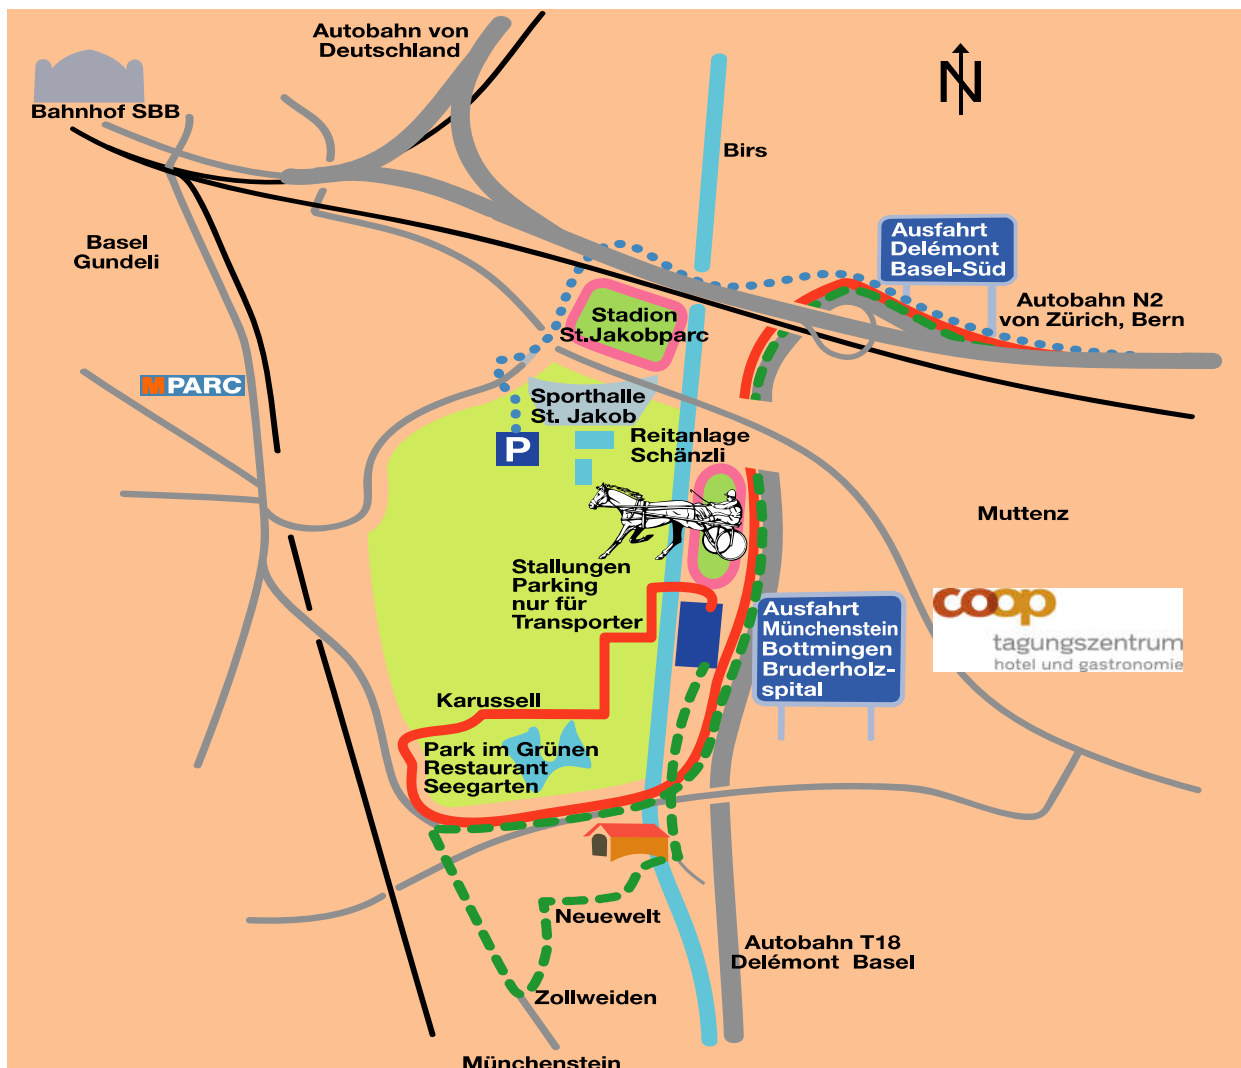 Autobahn von
Deutschland
N
Bahnhof SBB
Birs
Ausfahrt
Delémont
Basel-Süd
Basel
Gundeli
Autobahn N2
von Zürich, Bern
Stadion
St.Jakobparc
MPARC
Sporthalle
St. Jakob
P
Reitanlage
Schänzli
Muttenz
Stallungen
Parking
nur für
Transporter
Ausfahrt
Münchenstein
Bottmingen
Bruderholz-
spital
coop
tagungszentrum
hotel und gastronomie
Karussell
Park im Grünen
Restaurant
Seegarten
Neuewelt
Autobahn T18
Delémont Basel
Zollweiden
Münchenstein